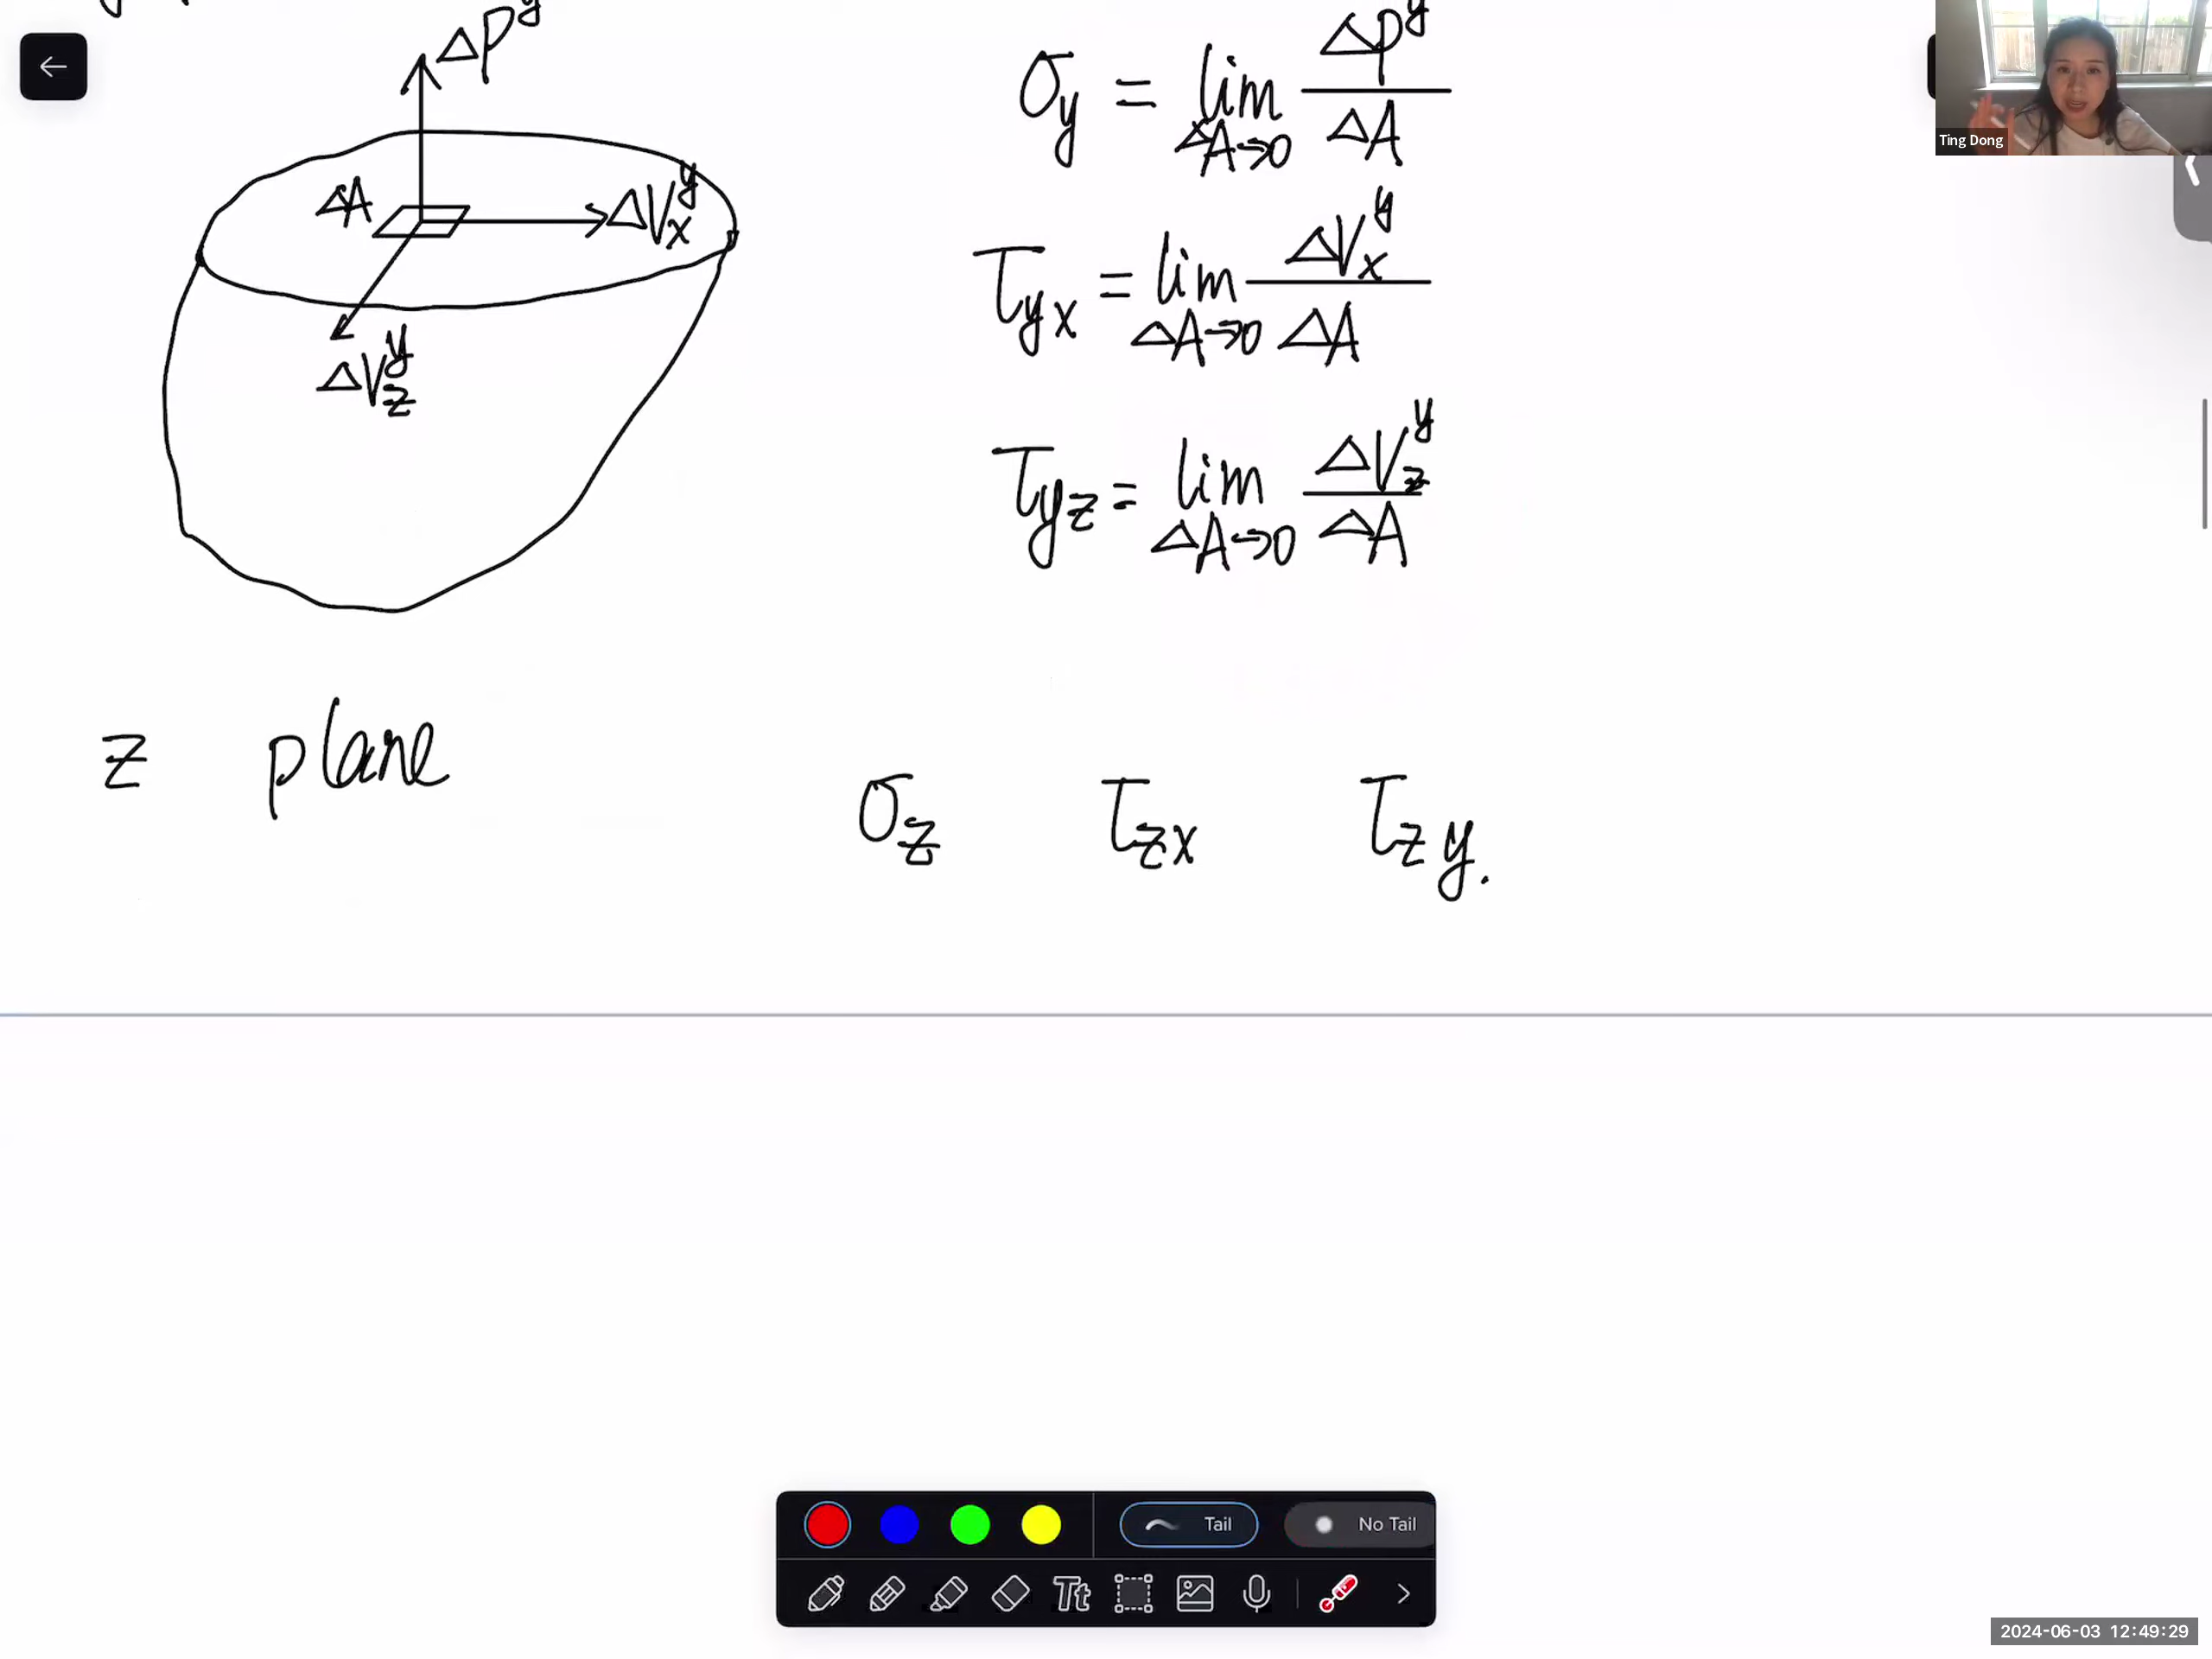 ΔP^y
σ_y = lim_{ΔA→0} ΔP^y / ΔA
Ting Dong
ΔA
ΔV_x^y
τ_yx = lim_{ΔA→0} ΔV_x^y / ΔA
ΔV_z^y
τ_yz = lim_{ΔA→0} ΔV_z^y / ΔA
z plane
σ_z τ_zx τ_zy.
Tail No Tail
Tt
2024-06-03 12:49:29